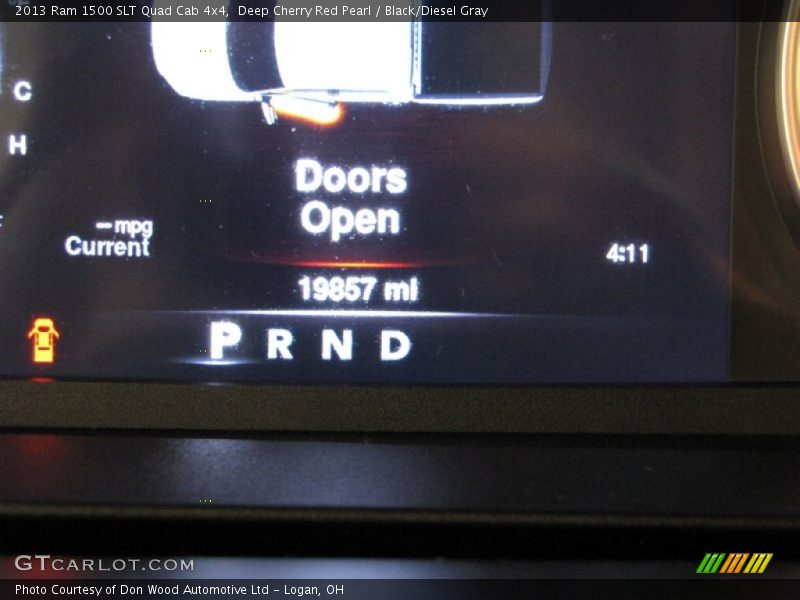 2013 Ram 1500 SLT Quad Cab 4x4, Deep Cherry Red Pearl / Black/Diesel Gray
C
H
Doors
Open
--mpg
Current
4:11
19857 mi
P R N D
GTCARLOT.COM
Photo Courtesy of Don Wood Automotive Ltd - Logan, OH